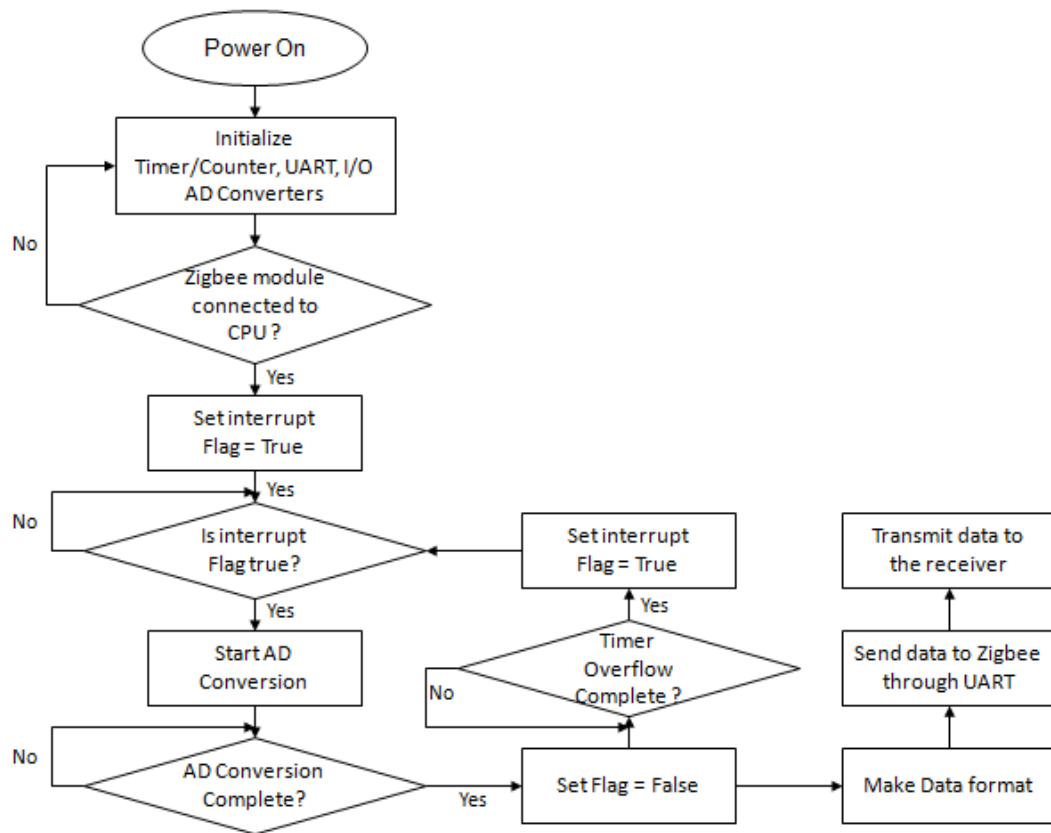 Power On
Initialize
Timer/Counter, UART, I/O
AD Converters
No
Zigbee module
connected to
CPU ?
Yes
Set interrupt
Flag = True
Yes
No
Is interrupt
Flag true?
Yes
Start AD
Conversion
No
AD Conversion
Complete?
Yes
Set Flag = False
No
Timer
Overflow
Complete ?
Yes
Set interrupt
Flag = True
Make Data format
Send data to Zigbee
through UART
Transmit data to
the receiver